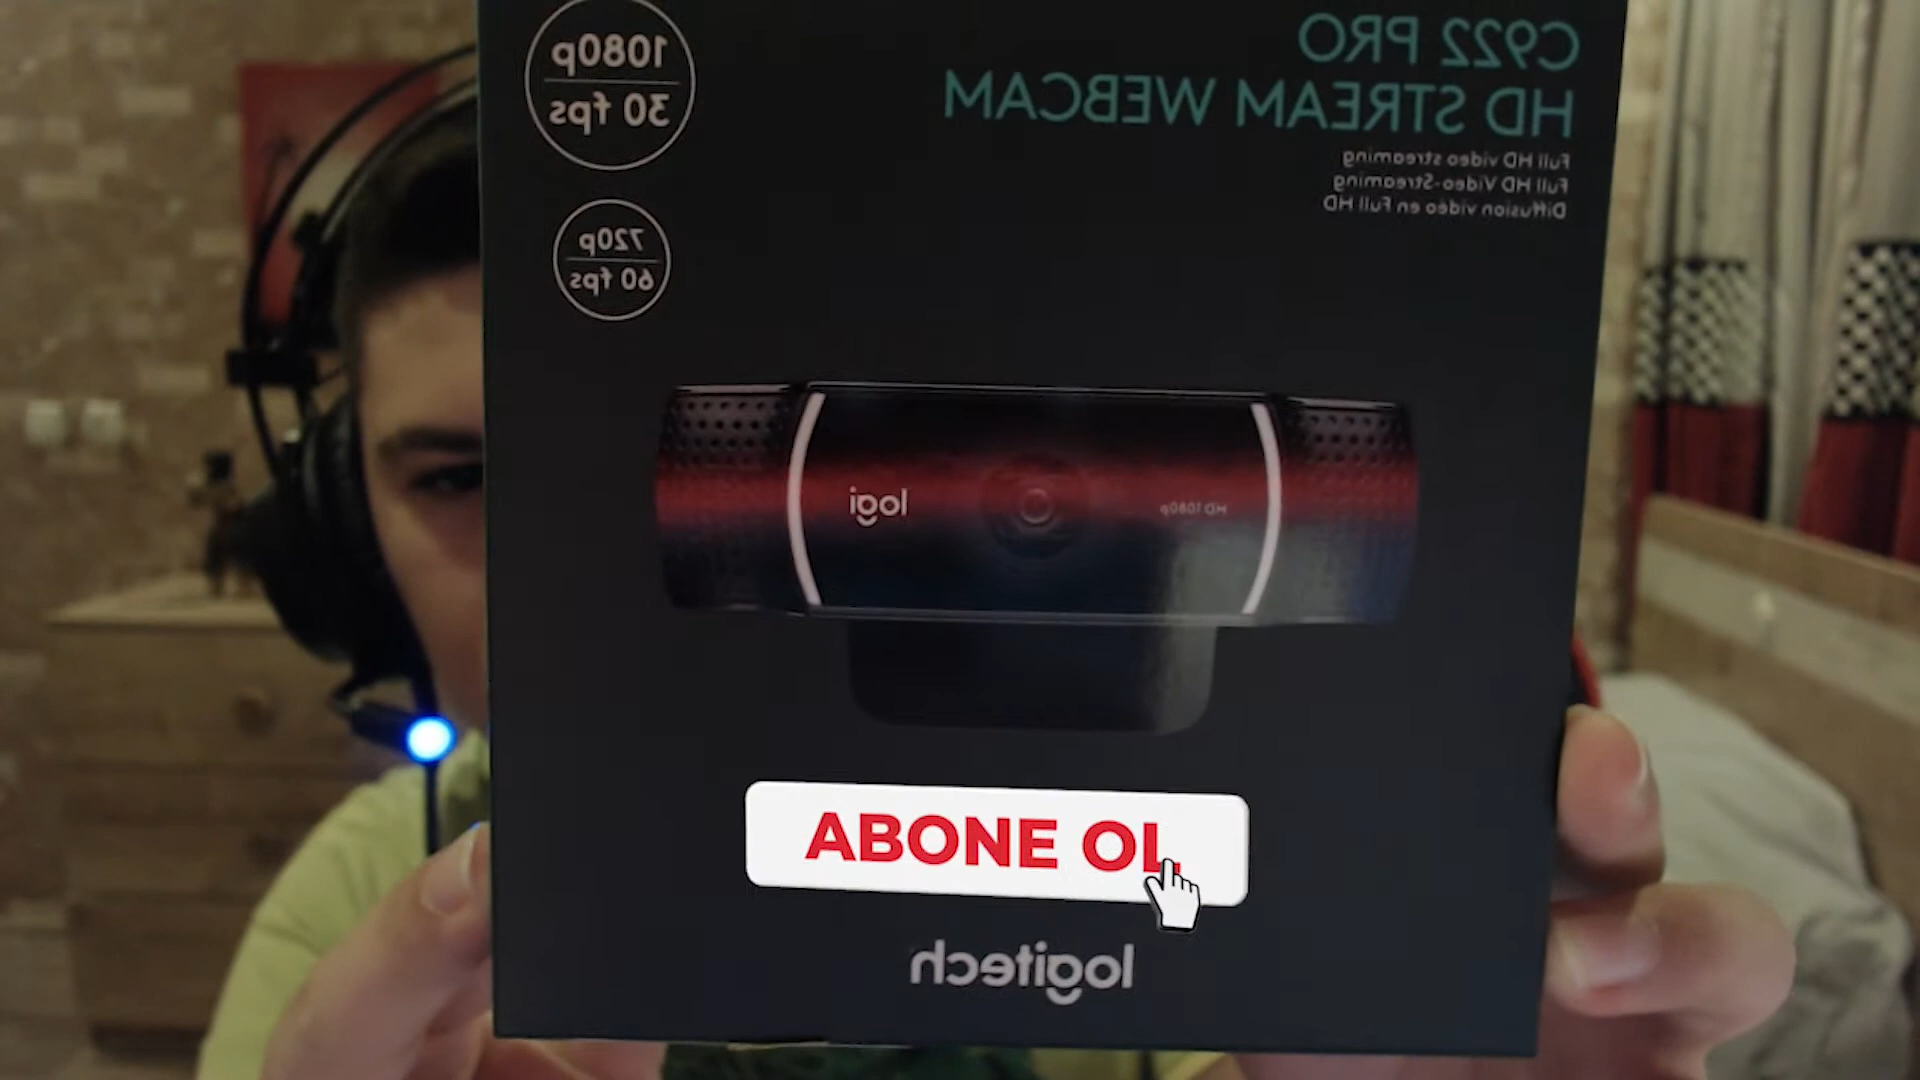 C922 PRO
HD STREAM WEBCAM
Full HD video streaming
Full HD Video-Streaming
Diffusion vidéo en Full HD
1080p
30 fps
720p
60 fps
logi
HD 1080p
ABONE OL
logitech